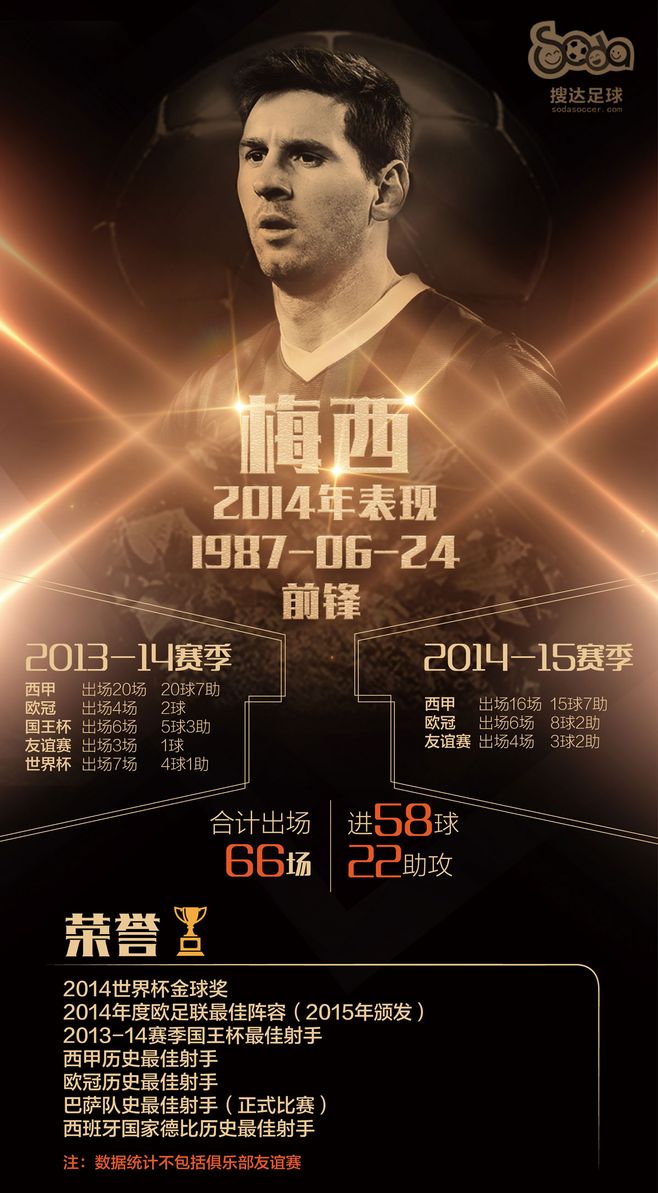 Soda
搜达足球
sodasoccer.com
梅西
2014年表现
1987-06-24
前锋
2013-14赛季
西甲 出场20场 20球7助
欧冠 出场4场 2球
国王杯 出场6场 5球3助
友谊赛 出场3场 1球
世界杯 出场7场 4球1助
2014-15赛季
西甲 出场16场 15球7助
欧冠 出场6场 8球2助
友谊赛 出场4场 3球2助
合计出场
66场
进58球
22助攻
荣誉
2014世界杯金球奖
2014年度欧足联最佳阵容（2015年颁发）
2013-14赛季国王杯最佳射手
西甲历史最佳射手
欧冠历史最佳射手
巴萨队史最佳射手（正式比赛）
西班牙国家德比历史最佳射手
注：数据统计不包括俱乐部友谊赛